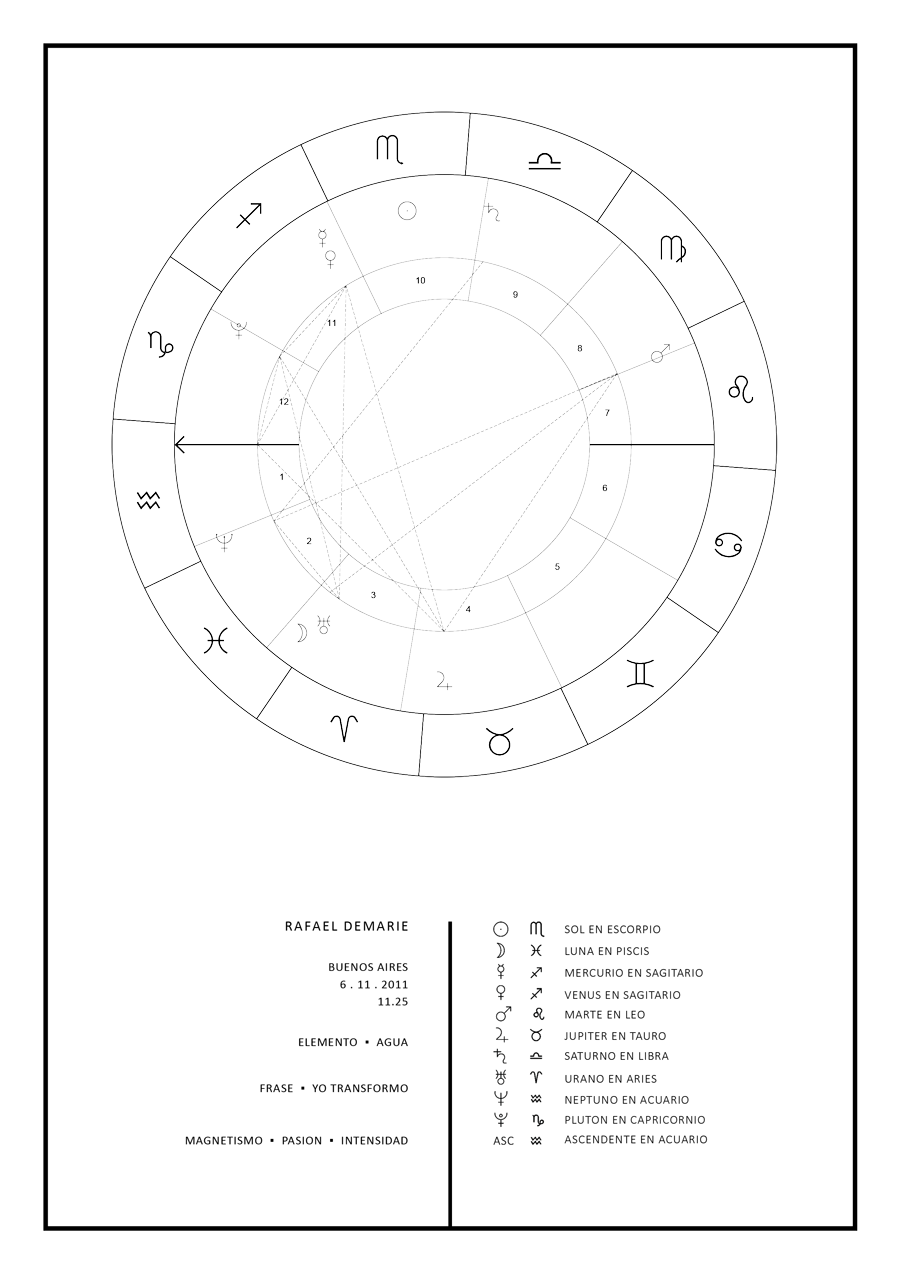 10
9
11
8
12
7
1
6
2
5
3
4
RAFAEL DEMARIE
BUENOS AIRES
6 . 11 . 2011
11.25
ELEMENTO ▪ AGUA
FRASE ▪ YO TRANSFORMO
MAGNETISMO ▪ PASION ▪ INTENSIDAD
☉ ♏ SOL EN ESCORPIO
☽ ♓ LUNA EN PISCIS
☿ ♐ MERCURIO EN SAGITARIO
♀ ♐ VENUS EN SAGITARIO
♂ ♌ MARTE EN LEO
♃ ♉ JUPITER EN TAURO
♄ ♎ SATURNO EN LIBRA
♅ ♈ URANO EN ARIES
♆ ♒ NEPTUNO EN ACUARIO
♇ ♑ PLUTON EN CAPRICORNIO
ASC ♒ ASCENDENTE EN ACUARIO